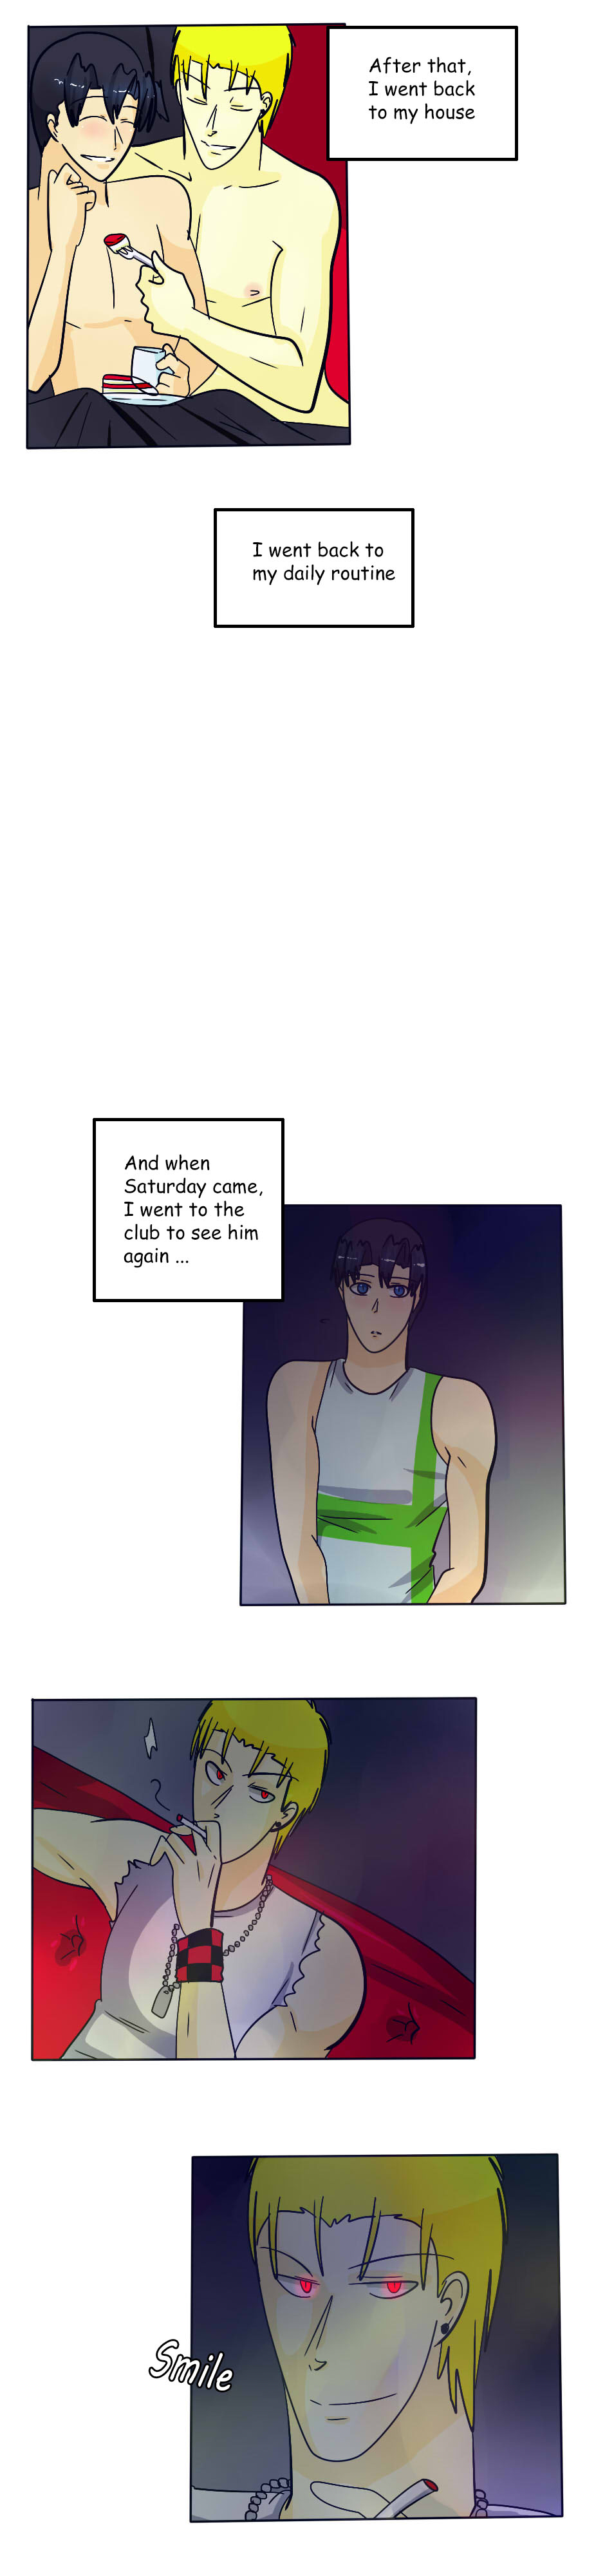 After that,
I went back
to my house
I went back to
my daily routine
And when
Saturday came,
I went to the
club to see him
again ...
Smile